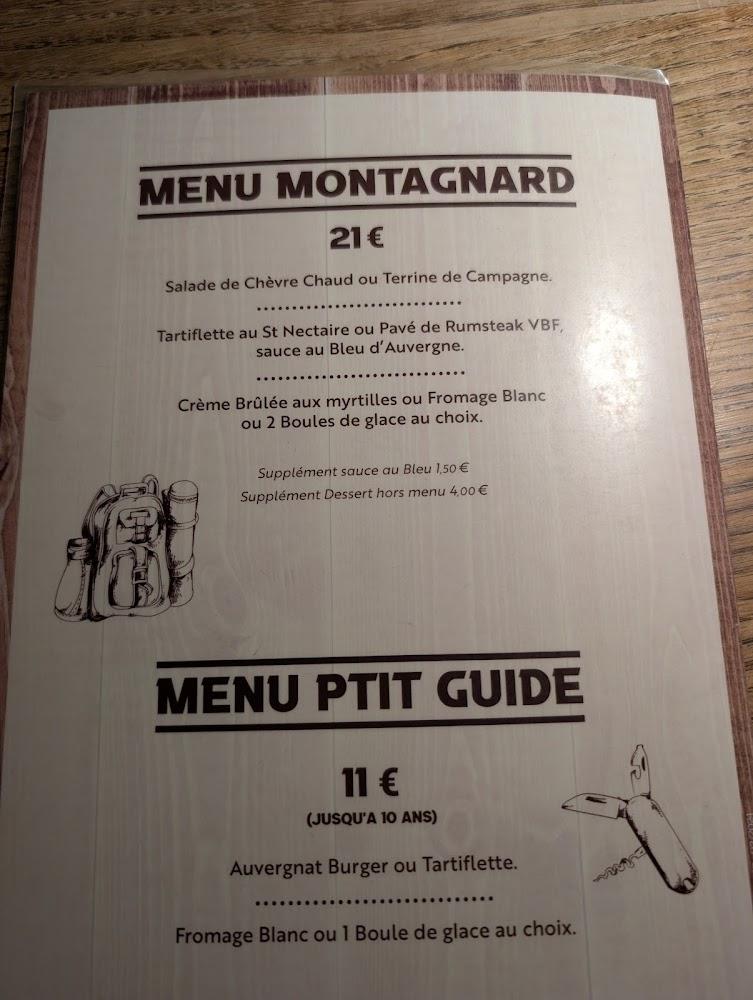 MENU MONTAGNARD
21 €
Salade de Chèvre Chaud ou Terrine de Campagne.
Tartiflette au St Nectaire ou Pavé de Rumsteak VBF,
sauce au Bleu d'Auvergne.
Crème Brûlée aux myrtilles ou Fromage Blanc
ou 2 Boules de glace au choix.
Supplément sauce au Bleu 1,50 €
Supplément Dessert hors menu 4,00 €
MENU PTIT GUIDE
11 €
(JUSQU'A 10 ANS)
Auvergnat Burger ou Tartiflette.
Fromage Blanc ou 1 Boule de glace au choix.